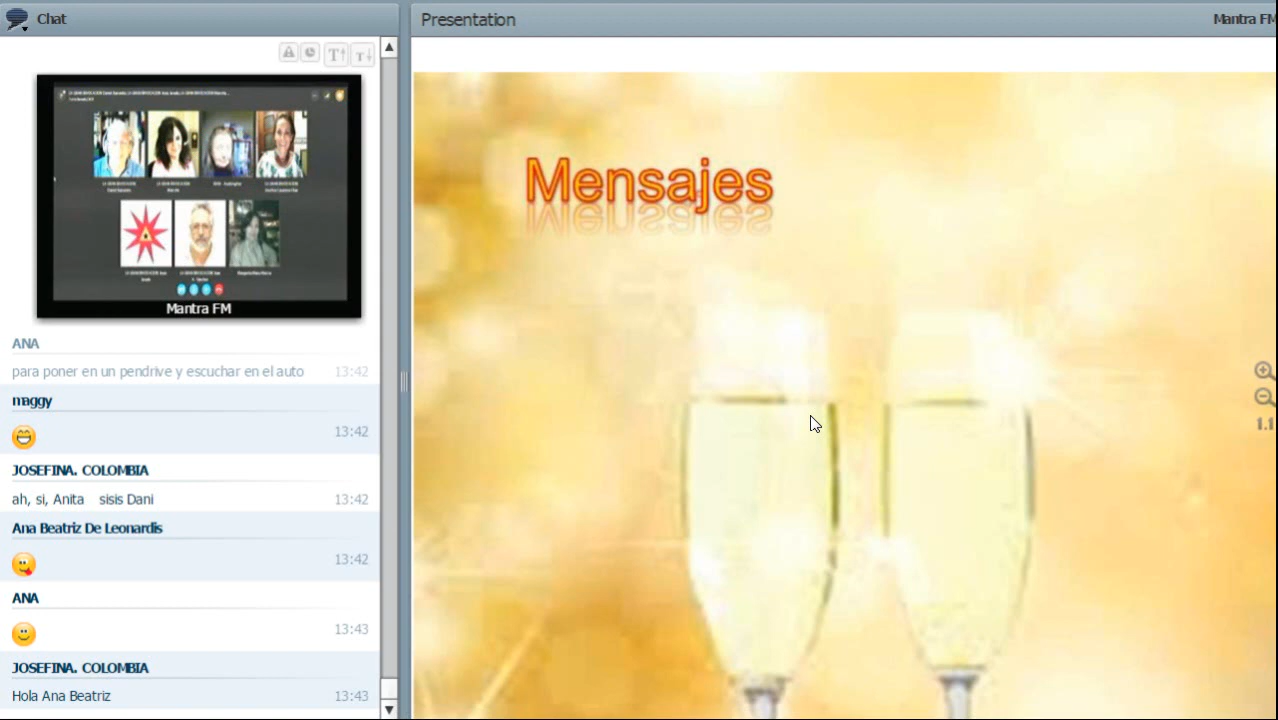 Chat
Presentation
Mantra FM
Mantra FM
ANA
para poner en un pendrive y escuchar en el auto 13:42
maggy
13:42
JOSEFINA. COLOMBIA
ah, si, Anita sisis Dani 13:42
Ana Beatriz De Leonardis
13:42
ANA
13:43
JOSEFINA. COLOMBIA
Hola Ana Beatriz 13:43
Mensajes
1.1